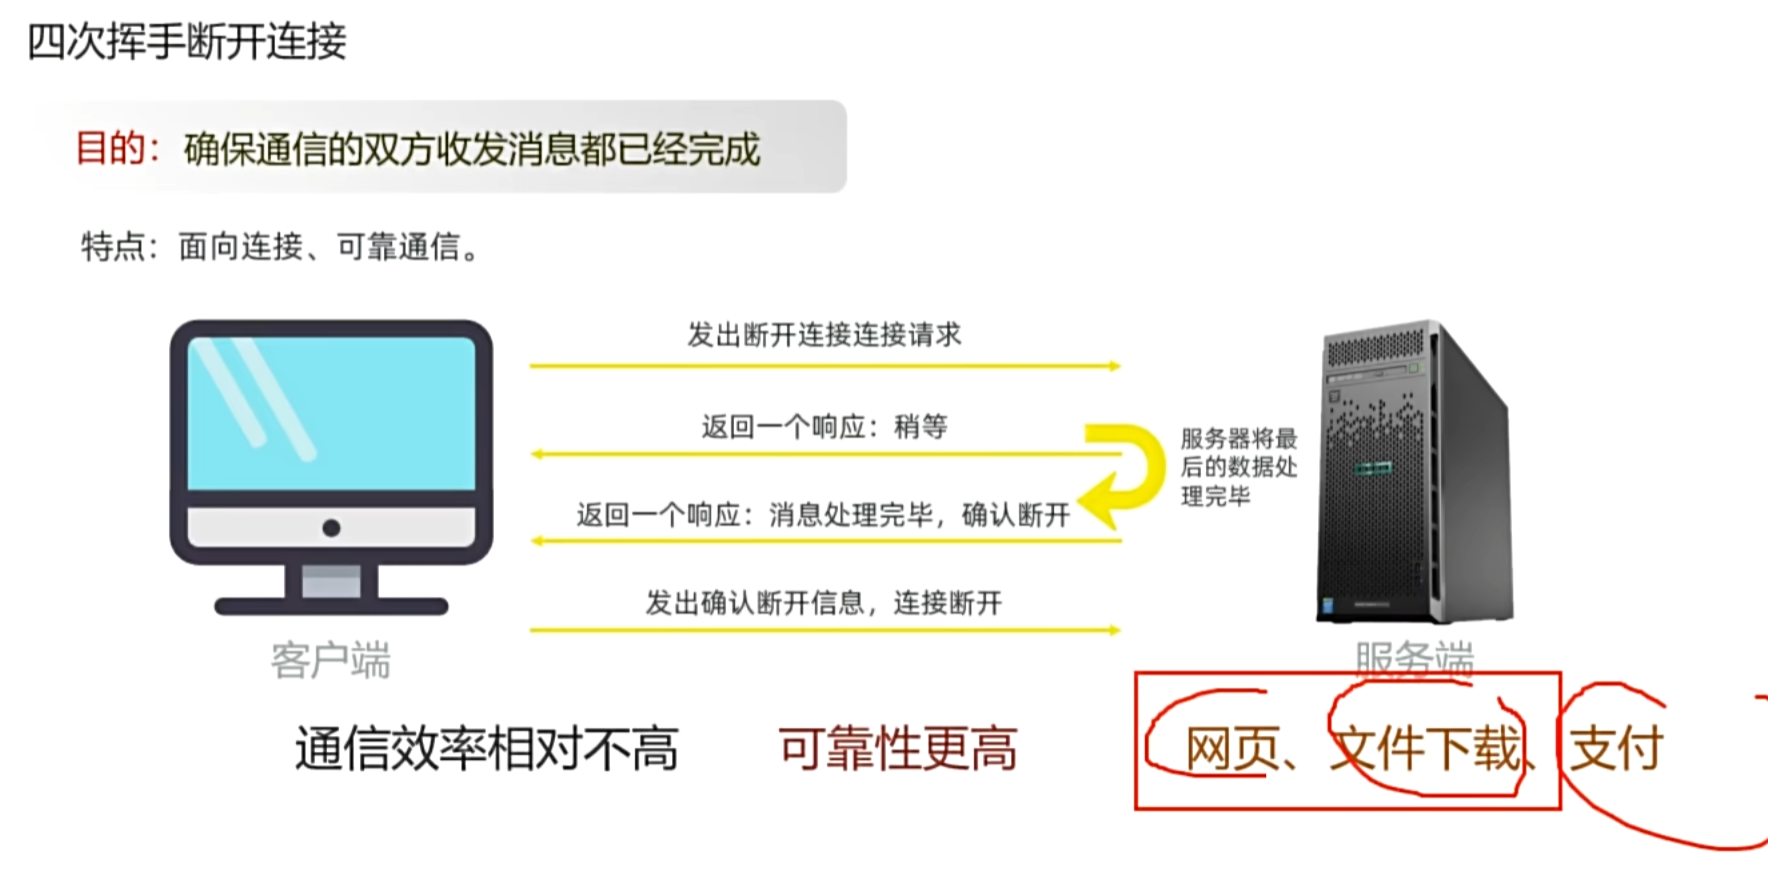 四次挥手断开连接
目的：确保通信的双方收发消息都已经完成
特点：面向连接、可靠通信。
发出断开连接连接请求
返回一个响应：稍等
服务器将最
后的数据处
理完毕
返回一个响应：消息处理完毕，确认断开
发出确认断开信息，连接断开
客户端
服务端
通信效率相对不高
可靠性更高
网页、文件下载、支付